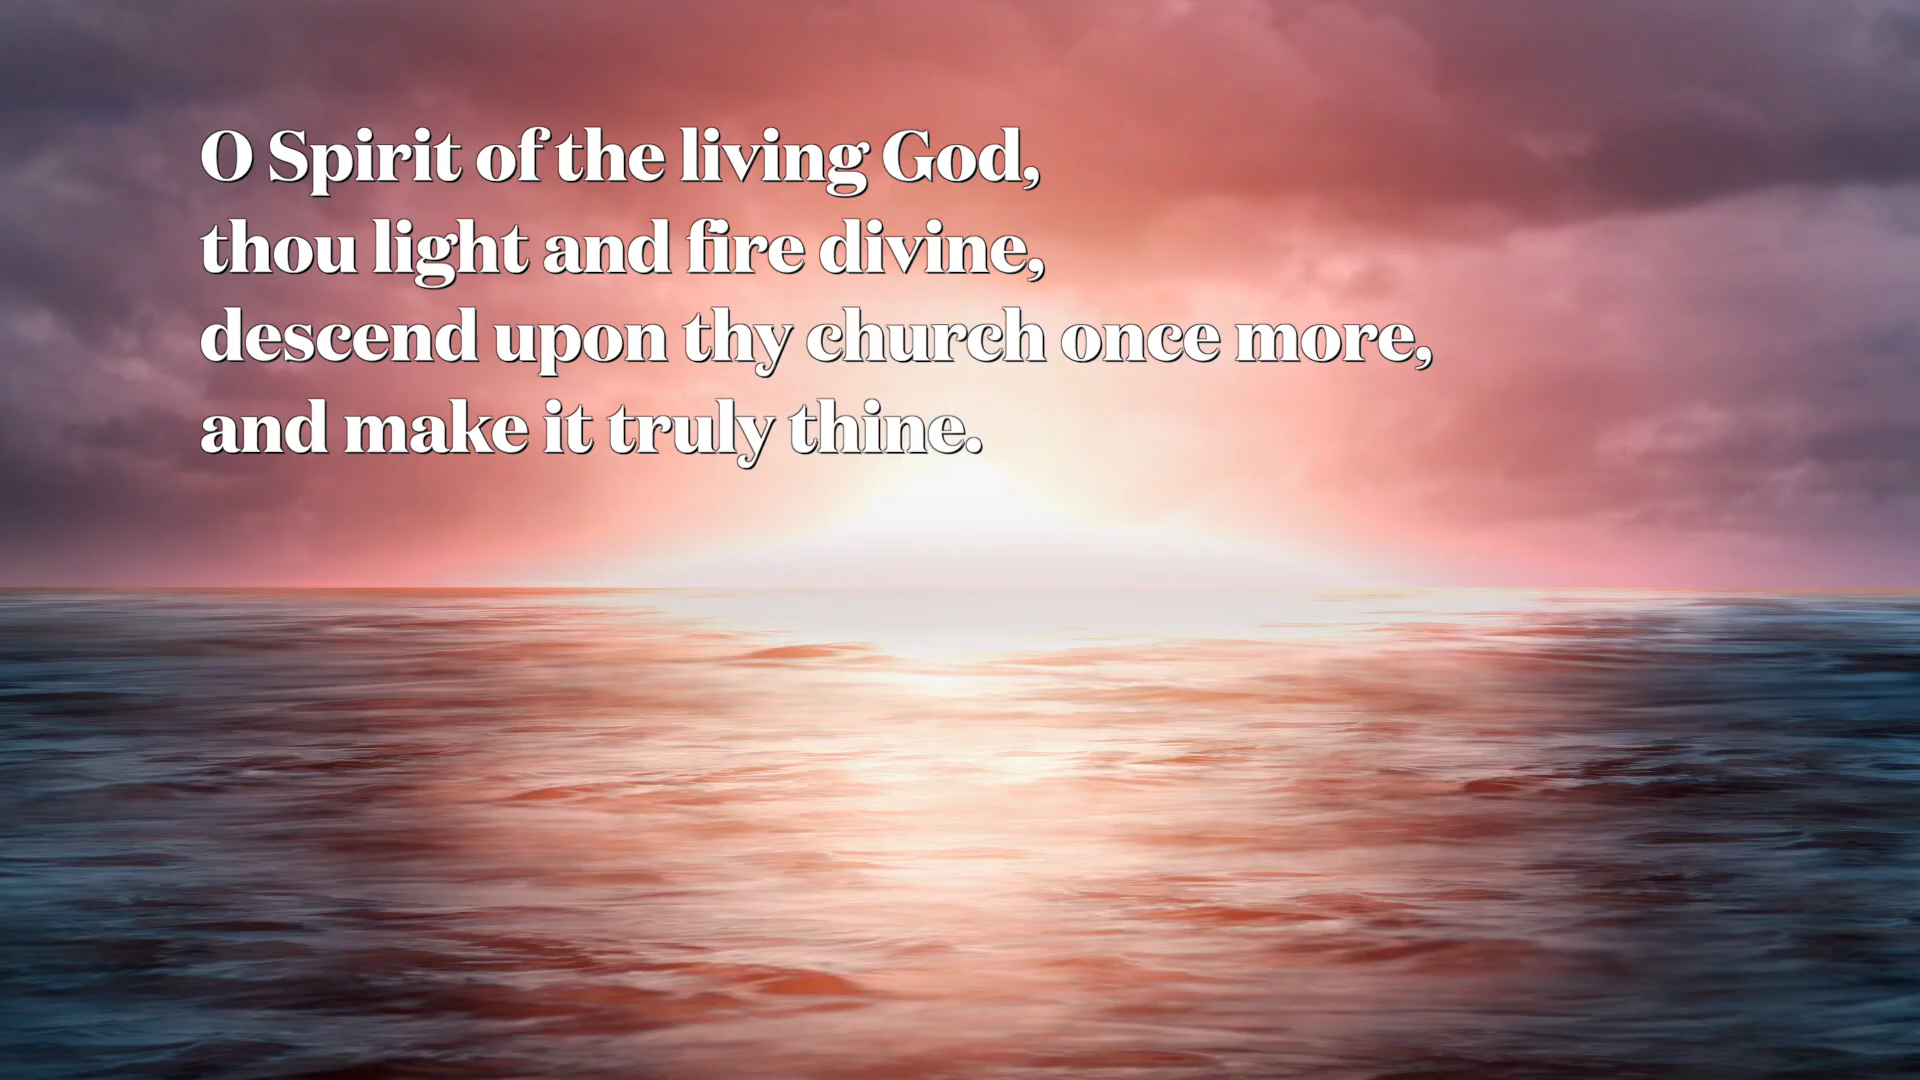 O Spirit of the living God,
thou light and fire divine,
descend upon thy church once more,
and make it truly thine.